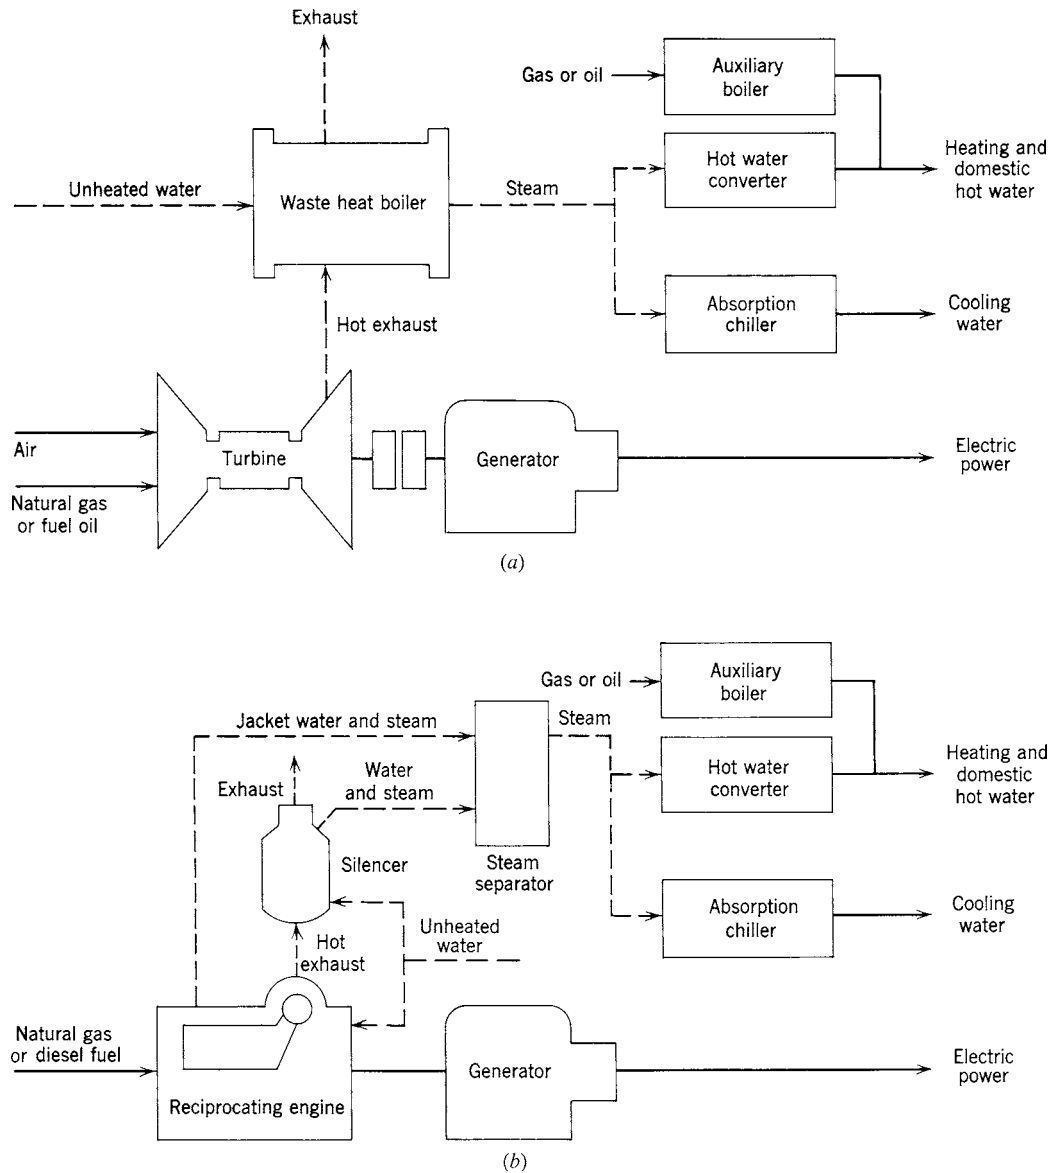 Exhaust
Gas or oil
Auxiliary
boiler
Unheated water
Waste heat boiler
Steam
Hot water
converter
Heating and
domestic
hot water
Hot exhaust
Absorption
chiller
Cooling
water
Air
Turbine
Natural gas
or fuel oil
Generator
Electric
power
(a)
Gas or oil
Auxiliary
boiler
Jacket water and steam
Steam
Exhaust
Water
and steam
Hot water
converter
Heating and
domestic
hot water
Silencer
Steam
separator
Absorption
chiller
Cooling
water
Hot
exhaust
Unheated
water
Natural gas
or diesel fuel
Reciprocating engine
Generator
Electric
power
(b)